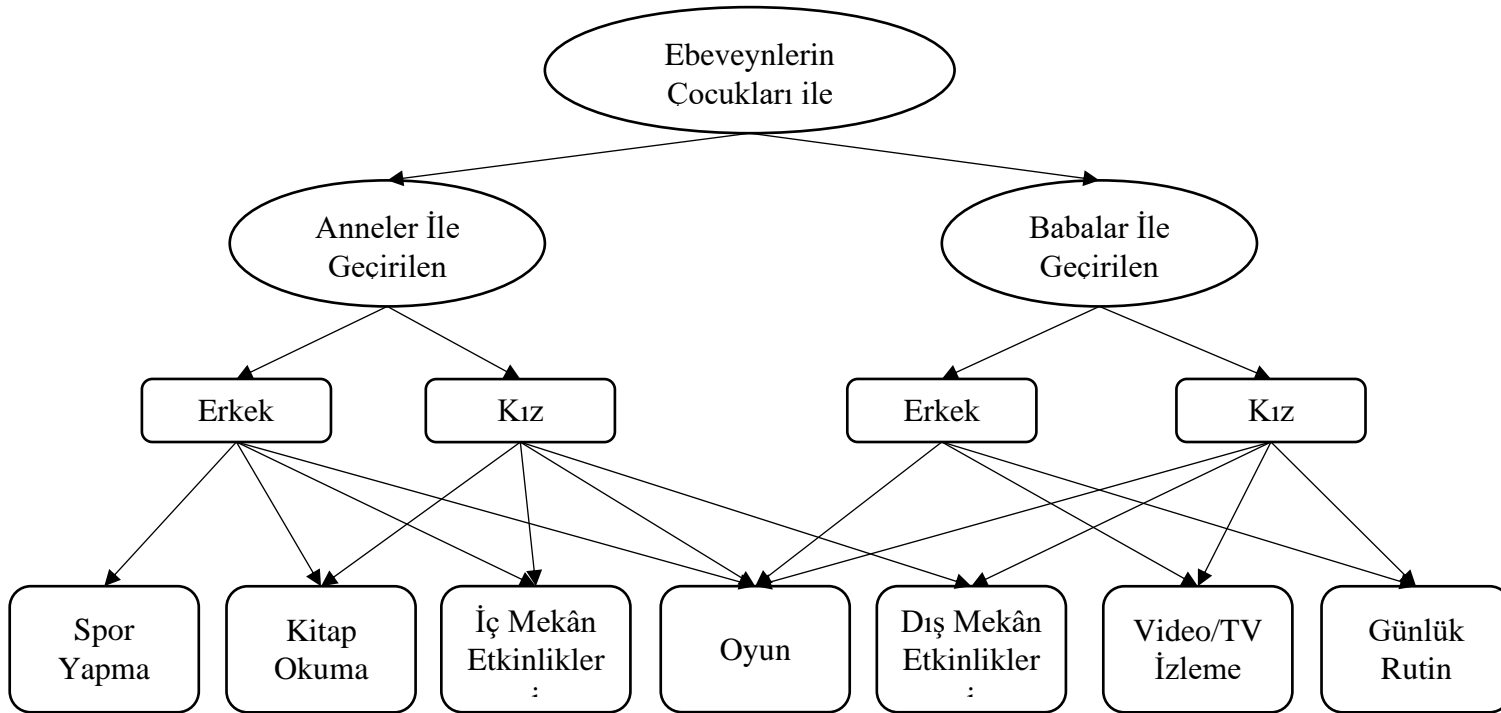 Ebeveynlerin
Çocukları ile
Anneler İle
Geçirilen
Babalar İle
Geçirilen
Erkek
Kız
Erkek
Kız
Spor
Yapma
Kitap
Okuma
İç Mekân
Etkinlikler
i
Oyun
Dış Mekân
Etkinlikler
i
Video/TV
İzleme
Günlük
Rutin